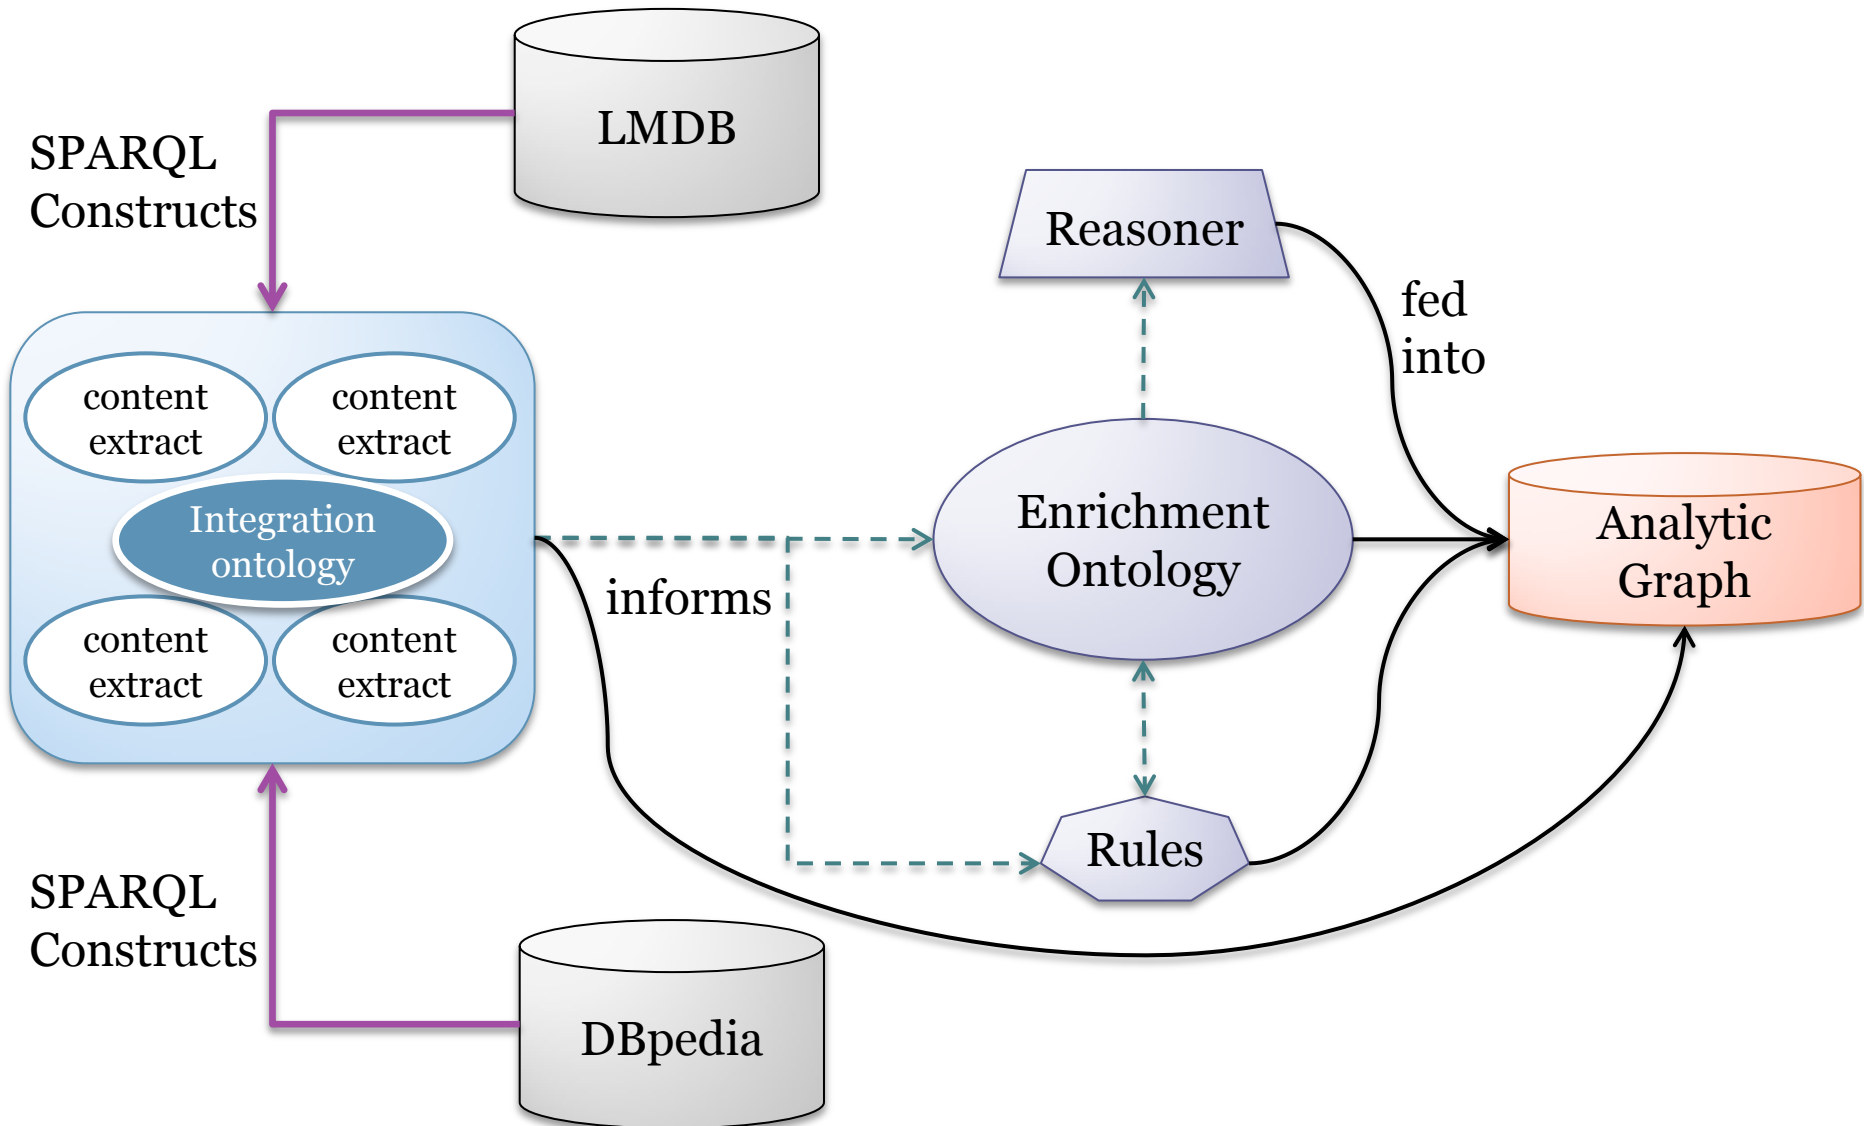 LMDB
SPARQL
Constructs
Reasoner
fed
into
content
extract
content
extract
Integration
ontology
content
extract
content
extract
informs
Enrichment
Ontology
Analytic
Graph
Rules
SPARQL
Constructs
DBpedia